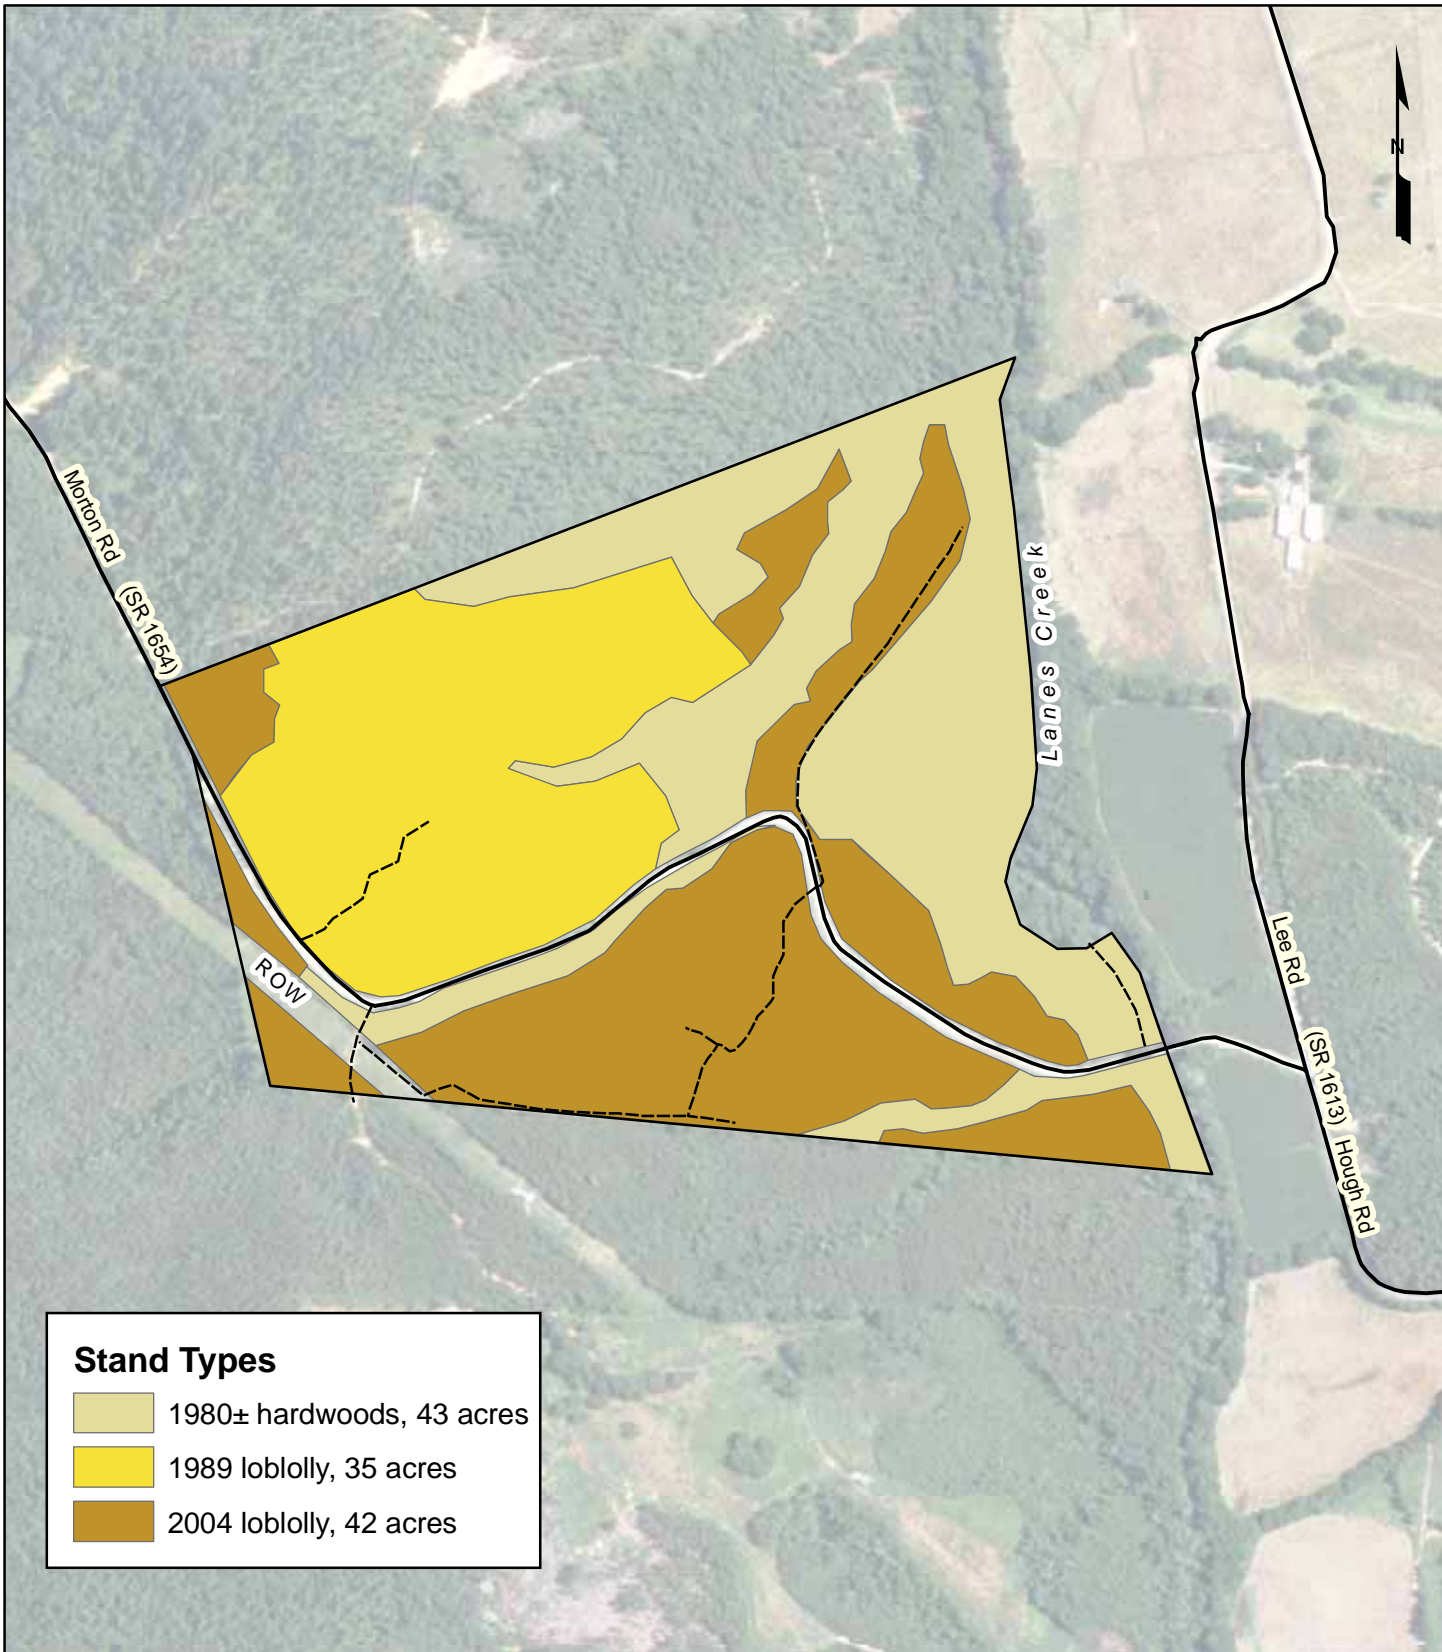 N
Morton Rd (SR 1654)
Lanes Creek
ROW
Lee Rd
(SR 1613) Hough Rd
Stand Types
1980± hardwoods, 43 acres
1989 loblolly, 35 acres
2004 loblolly, 42 acres